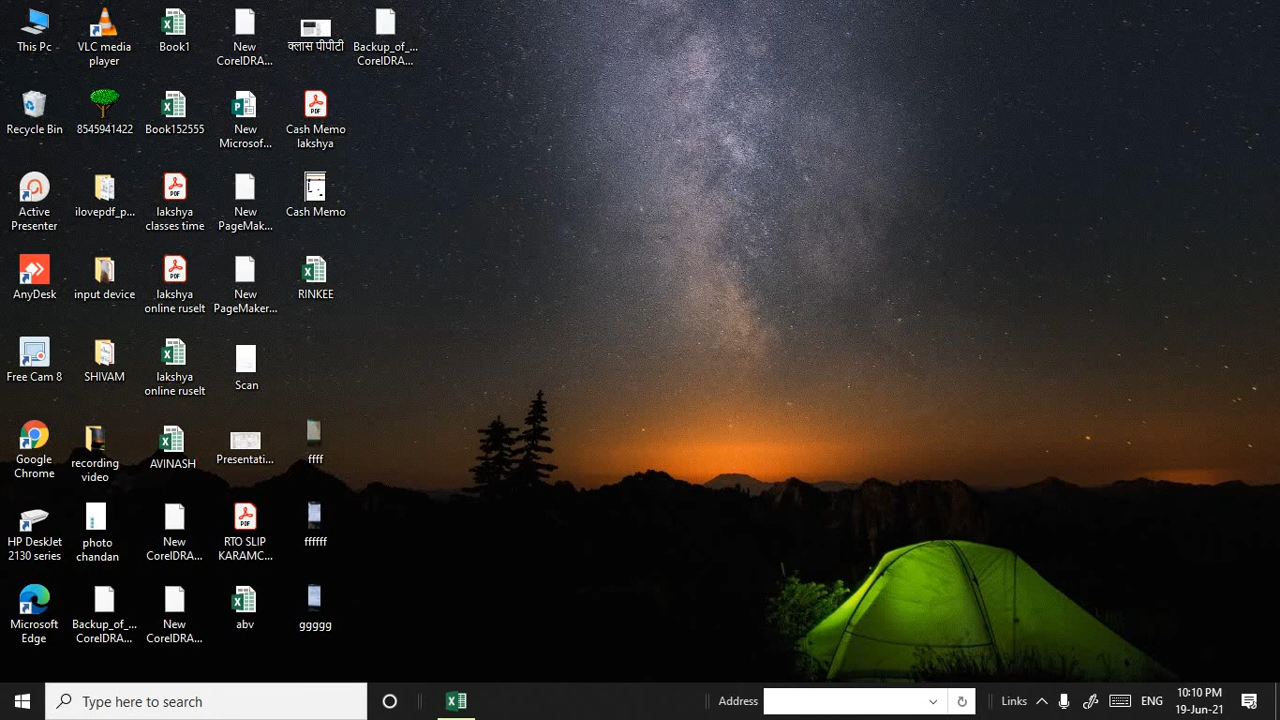 This Pc
VLC media
player
Book1
New
CorelDRA...
क्लास पीपीटी
Backup_of_...
CorelDRA...
Recycle Bin
8545941422
Book152555
New
Microsof...
Cash Memo
lakshya
Active
Presenter
ilovepdf_p...
lakshya
classes time
New
PageMak...
Cash Memo
AnyDesk
input device
lakshya
online ruselt
New
PageMaker...
RINKEE
Free Cam 8
SHIVAM
lakshya
online ruselt
Scan
Google
Chrome
recording
video
AVINASH
Presentati...
ffff
HP DeskJet
2130 series
photo
chandan
New
CorelDRA...
RTO SLIP
KARAMC...
ffffff
Microsoft
Edge
Backup_of_...
CorelDRA...
New
CorelDRA...
abv
ggggg
Type here to search
Address
Links
ENG
10:10 PM
19-Jun-21